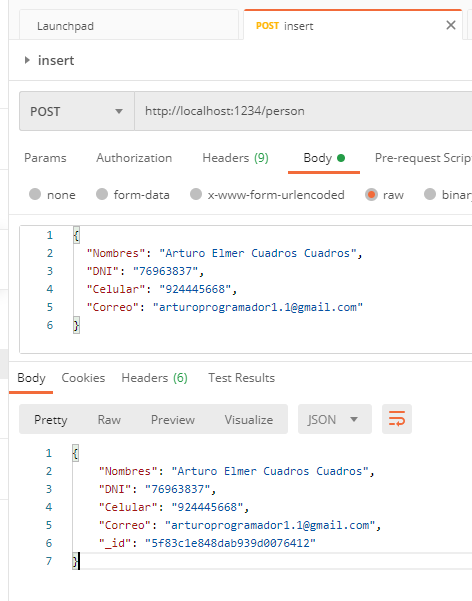 Launchpad
POST insert
insert
POST http://localhost:1234/person
Params Authorization Headers (9) Body Pre-request Scrip
none form-data x-www-form-urlencoded raw binary
1 {
2 "Nombres": "Arturo Elmer Cuadros Cuadros",
3 "DNI": "76963837",
4 "Celular": "924445668",
5 "Correo": "arturoprogramador1.1@gmail.com"
6 }
Body Cookies Headers (6) Test Results
Pretty Raw Preview Visualize JSON
1 {
2 "Nombres": "Arturo Elmer Cuadros Cuadros",
3 "DNI": "76963837",
4 "Celular": "924445668",
5 "Correo": "arturoprogramador1.1@gmail.com",
6 "_id": "5f83c1e848dab939d0076412"
7 }